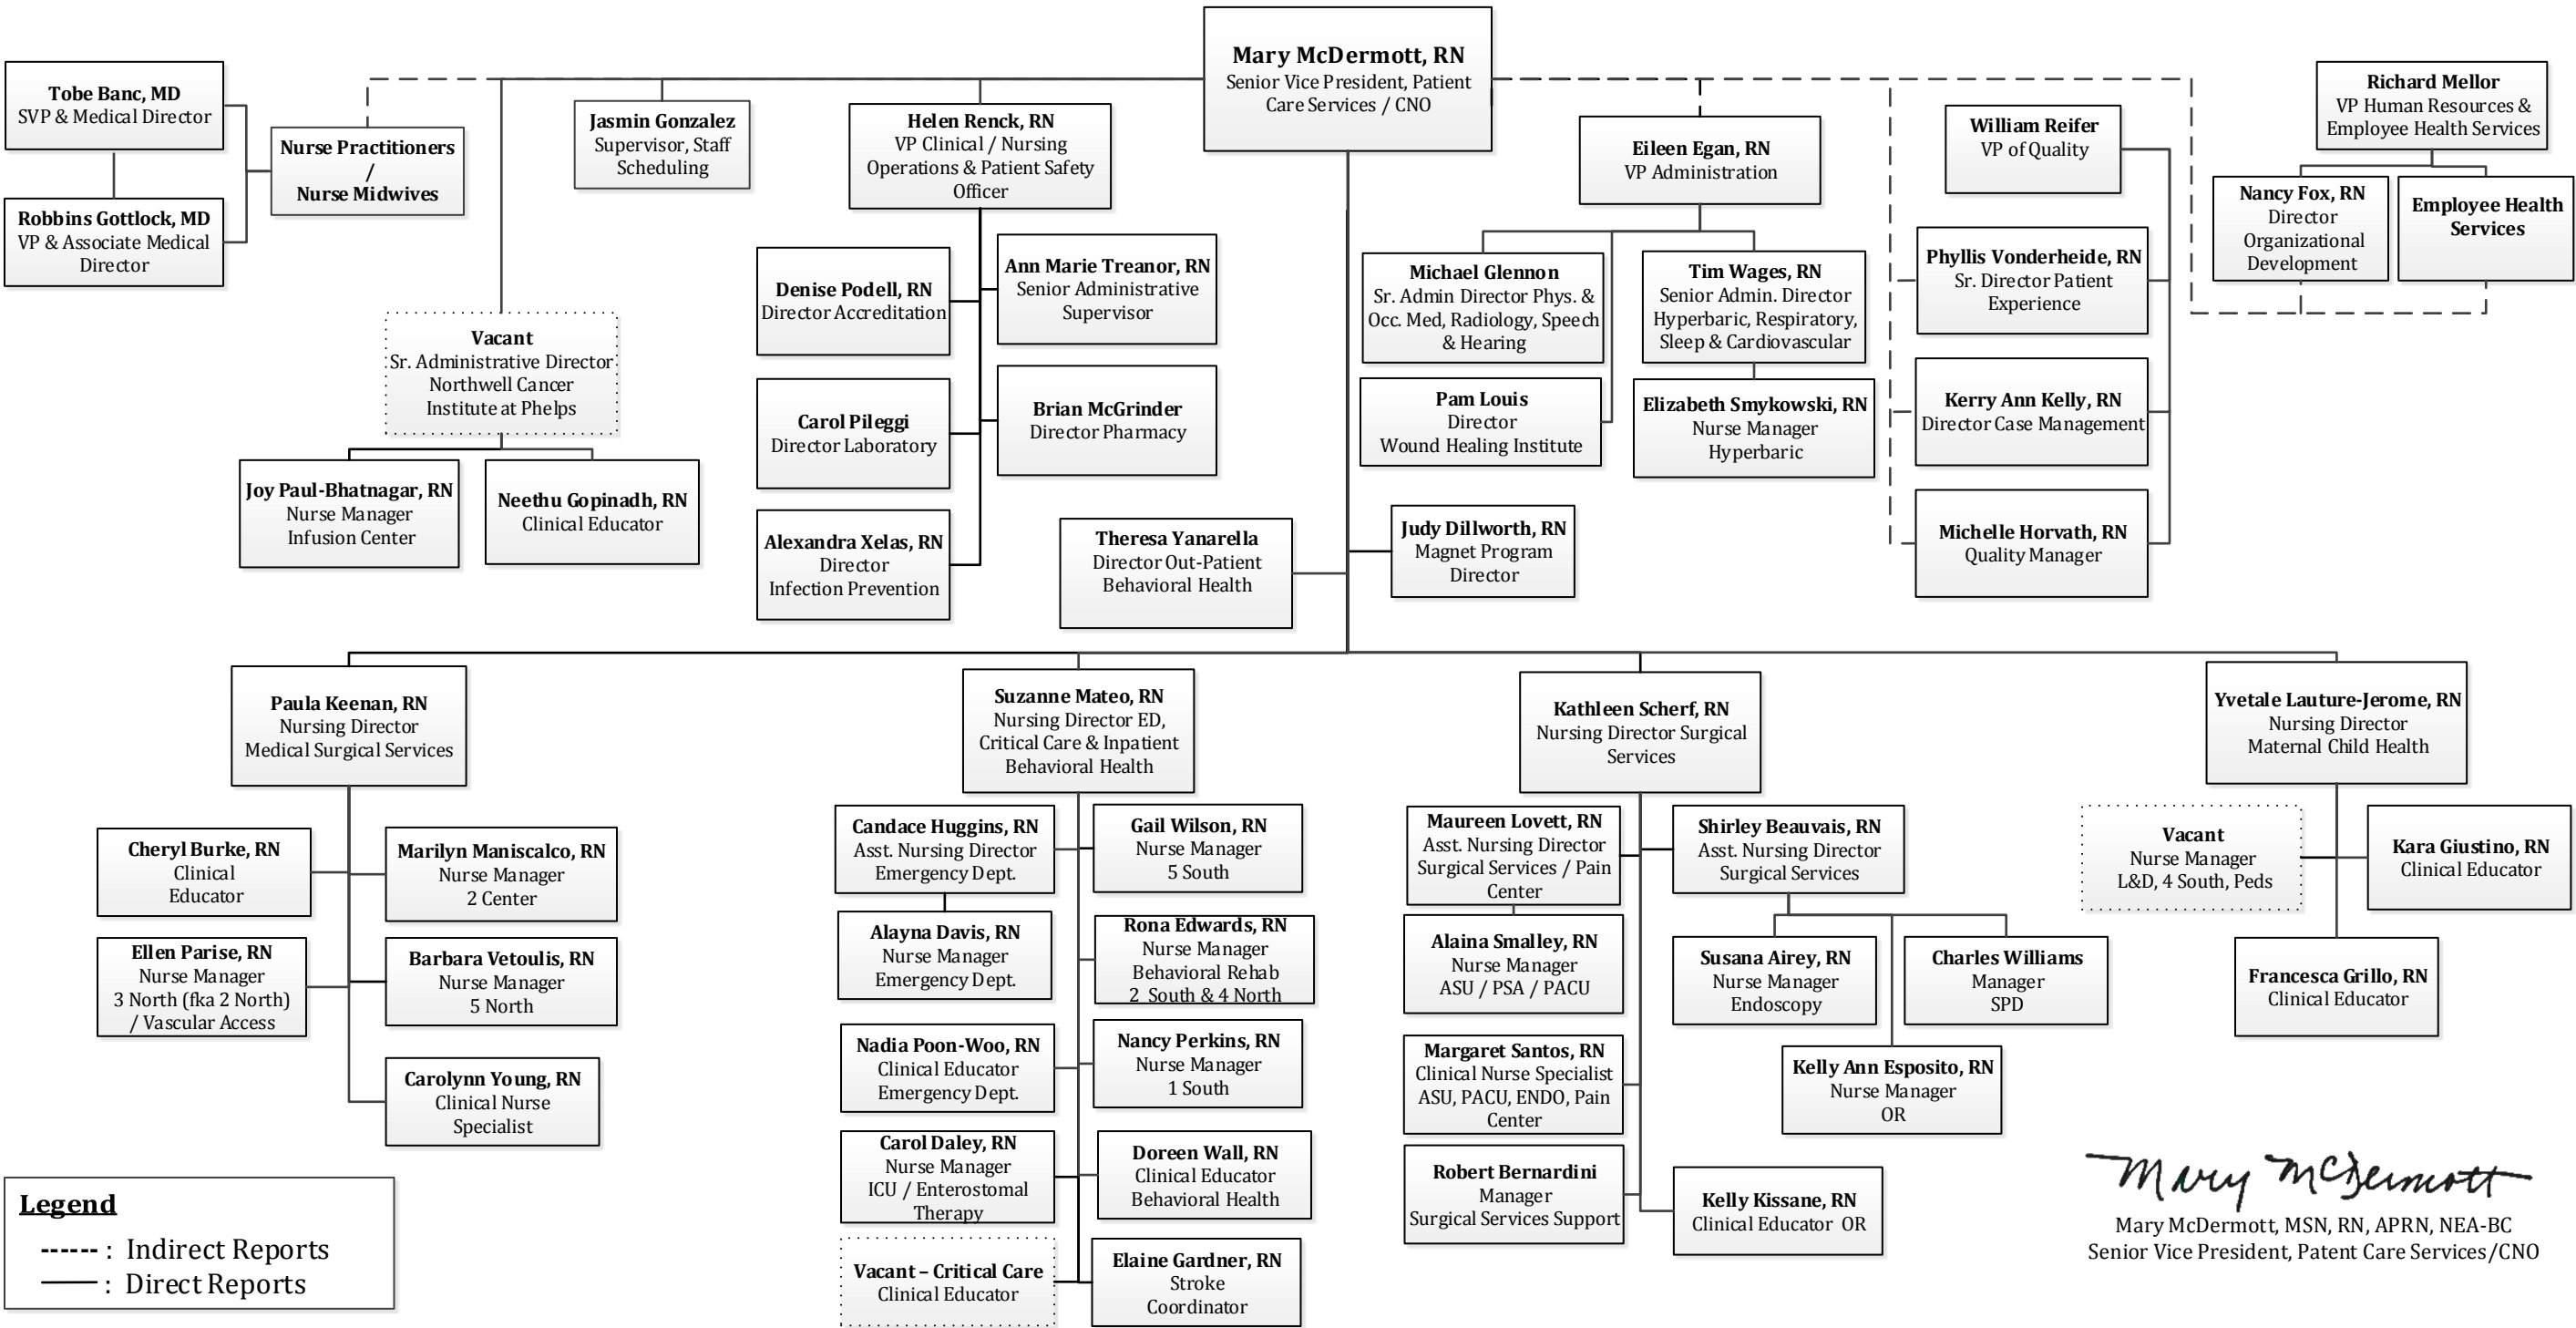 Mary McDermott, RN
Senior Vice President, Patient
Care Services / CNO
Tobe Banc, MD
SVP & Medical Director
Robbins Gottlock, MD
VP & Associate Medical
Director
Nurse Practitioners
/
Nurse Midwives
Jasmin Gonzalez
Supervisor, Staff
Scheduling
Helen Renck, RN
VP Clinical / Nursing
Operations & Patient Safety
Officer
Eileen Egan, RN
VP Administration
William Reifer
VP of Quality
Richard Mellor
VP Human Resources &
Employee Health Services
Nancy Fox, RN
Director
Organizational
Development
Employee Health
Services
Vacant
Sr. Administrative Director
Northwell Cancer
Institute at Phelps
Joy Paul-Bhatnagar, RN
Nurse Manager
Infusion Center
Neethu Gopinadh, RN
Clinical Educator
Denise Podell, RN
Director Accreditation
Ann Marie Treanor, RN
Senior Administrative
Supervisor
Carol Pileggi
Director Laboratory
Brian McGrinder
Director Pharmacy
Alexandra Xelas, RN
Director
Infection Prevention
Michael Glennon
Sr. Admin Director Phys. &
Occ. Med, Radiology, Speech
& Hearing
Tim Wages, RN
Senior Admin. Director
Hyperbaric, Respiratory,
Sleep & Cardiovascular
Pam Louis
Director
Wound Healing Institute
Elizabeth Smykowski, RN
Nurse Manager
Hyperbaric
Phyllis Vonderheide, RN
Sr. Director Patient
Experience
Kerry Ann Kelly, RN
Director Case Management
Michelle Horvath, RN
Quality Manager
Theresa Yanarella
Director Out-Patient
Behavioral Health
Judy Dillworth, RN
Magnet Program
Director
Paula Keenan, RN
Nursing Director
Medical Surgical Services
Cheryl Burke, RN
Clinical
Educator
Marilyn Maniscalco, RN
Nurse Manager
2 Center
Ellen Parise, RN
Nurse Manager
3 North (fka 2 North)
/ Vascular Access
Barbara Vetoulis, RN
Nurse Manager
5 North
Carolynn Young, RN
Clinical Nurse
Specialist
Suzanne Mateo, RN
Nursing Director ED,
Critical Care & Inpatient
Behavioral Health
Candace Huggins, RN
Asst. Nursing Director
Emergency Dept.
Gail Wilson, RN
Nurse Manager
5 South
Alayna Davis, RN
Nurse Manager
Emergency Dept.
Rona Edwards, RN
Nurse Manager
Behavioral Rehab
2 South & 4 North
Nadia Poon-Woo, RN
Clinical Educator
Emergency Dept.
Nancy Perkins, RN
Nurse Manager
1 South
Carol Daley, RN
Nurse Manager
ICU / Enterostomal
Therapy
Doreen Wall, RN
Clinical Educator
Behavioral Health
Vacant – Critical Care
Clinical Educator
Elaine Gardner, RN
Stroke
Coordinator
Kathleen Scherf, RN
Nursing Director Surgical
Services
Maureen Lovett, RN
Asst. Nursing Director
Surgical Services / Pain
Center
Shirley Beauvais, RN
Asst. Nursing Director
Surgical Services
Alaina Smalley, RN
Nurse Manager
ASU / PSA / PACU
Susana Airey, RN
Nurse Manager
Endoscopy
Charles Williams
Manager
SPD
Margaret Santos, RN
Clinical Nurse Specialist
ASU, PACU, ENDO, Pain
Center
Kelly Ann Esposito, RN
Nurse Manager
OR
Robert Bernardini
Manager
Surgical Services Support
Kelly Kissane, RN
Clinical Educator OR
Yvetale Lauture-Jerome, RN
Nursing Director
Maternal Child Health
Vacant
Nurse Manager
L&D, 4 South, Peds
Kara Giustino, RN
Clinical Educator
Francesca Grillo, RN
Clinical Educator
Legend
------ : Indirect Reports
—— : Direct Reports
Mary McDermott
Mary McDermott, MSN, RN, APRN, NEA-BC
Senior Vice President, Patent Care Services/CNO